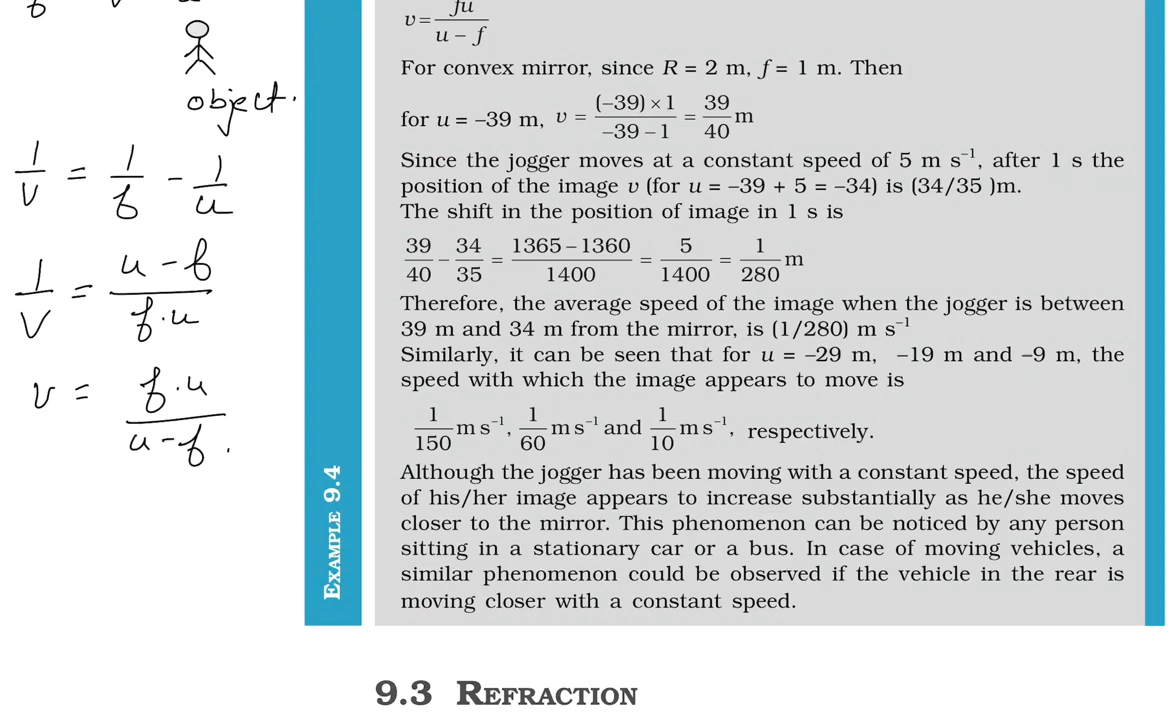 v = fu / u – f
For convex mirror, since R = 2 m, f = 1 m. Then
for u = –39 m, v = (–39) × 1 / –39 – 1 = 39 / 40 m
Since the jogger moves at a constant speed of 5 m s⁻¹, after 1 s the
position of the image v (for u = –39 + 5 = –34) is (34/35 )m.
The shift in the position of image in 1 s is
39/40 – 34/35 = 1365 – 1360 / 1400 = 5 / 1400 = 1 / 280 m
Therefore, the average speed of the image when the jogger is between
39 m and 34 m from the mirror, is (1/280) m s⁻¹
Similarly, it can be seen that for u = –29 m, –19 m and –9 m, the
speed with which the image appears to move is
1/150 m s⁻¹, 1/60 m s⁻¹ and 1/10 m s⁻¹, respectively.
Although the jogger has been moving with a constant speed, the speed
of his/her image appears to increase substantially as he/she moves
closer to the mirror. This phenomenon can be noticed by any person
sitting in a stationary car or a bus. In case of moving vehicles, a
similar phenomenon could be observed if the vehicle in the rear is
moving closer with a constant speed.
EXAMPLE 9.4
object.
1/v = 1/f - 1/u
1/v = u - f / f.u
v = f.u / u - f .
9.3 REFRACTION